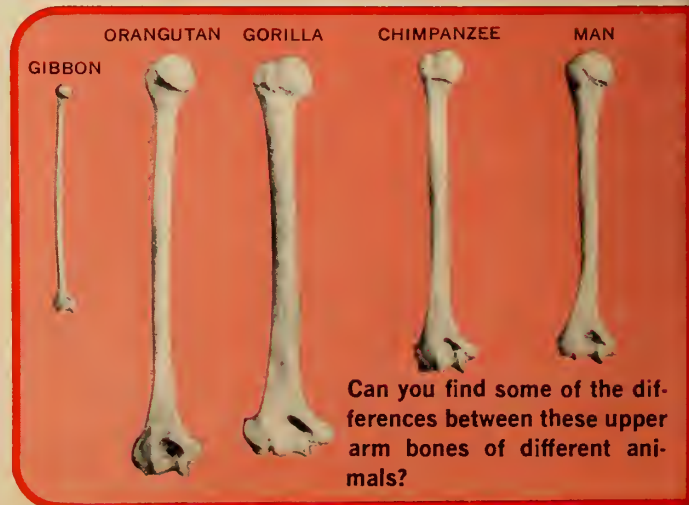 ORANGUTAN GORILLA CHIMPANZEE MAN
GIBBON
Can you find some of the dif-
ferences between these upper
arm bones of different ani-
mals?